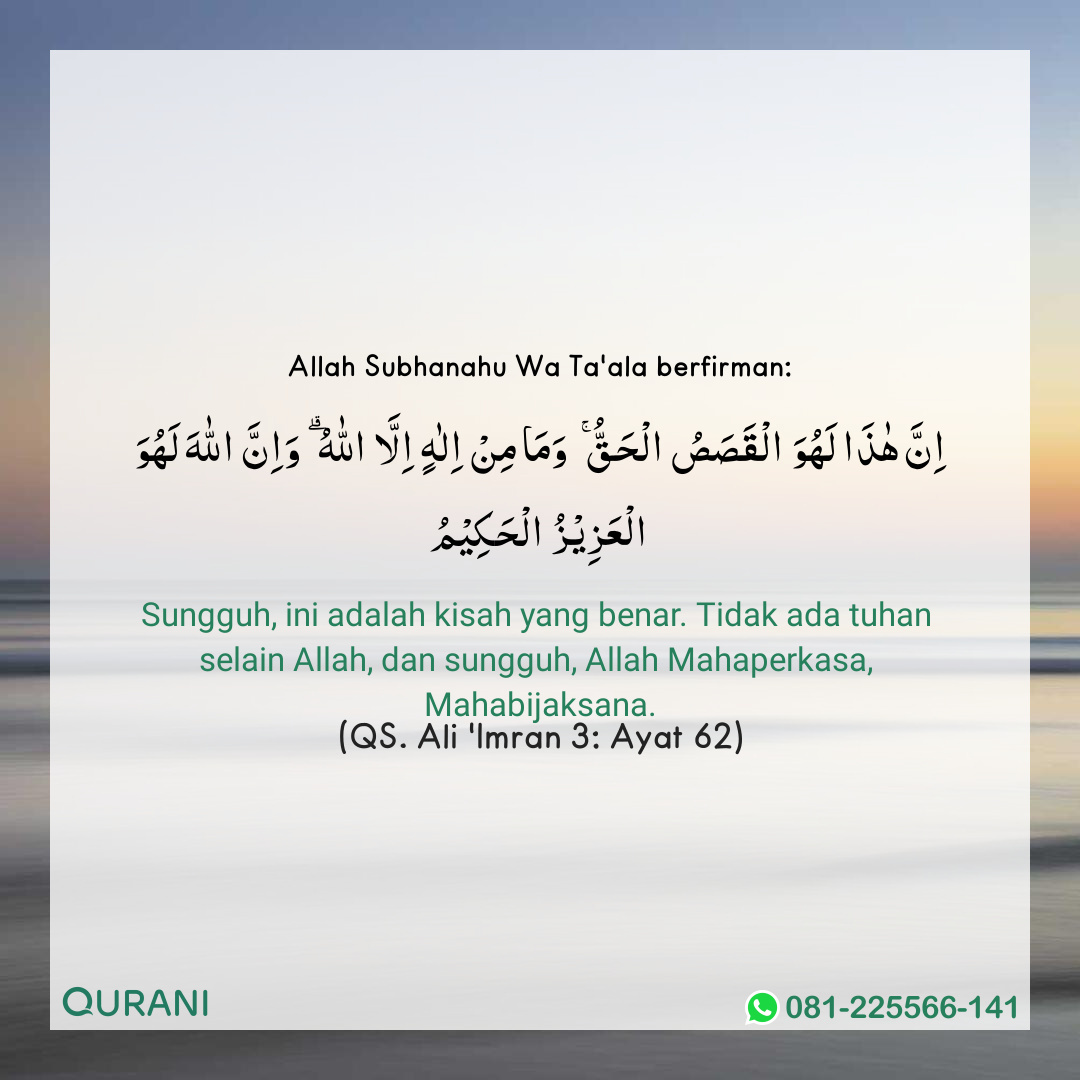 Allah Subhanahu Wa Ta'ala berfirman:
اِنَّ هٰذَا لَهُوَ الْقَصَصُ الْحَـقُّ ۚ وَمَا مِنْ اِلٰهٍ اِلَّا اللّٰهُ ۗ وَاِنَّ اللّٰهَ لَهُوَ
الْعَزِيْزُ الْحَكِيْمُ
Sungguh, ini adalah kisah yang benar. Tidak ada tuhan
selain Allah, dan sungguh, Allah Mahaperkasa,
Mahabijaksana.
(QS. Ali 'Imran 3: Ayat 62)
QURANI
081-225566-141